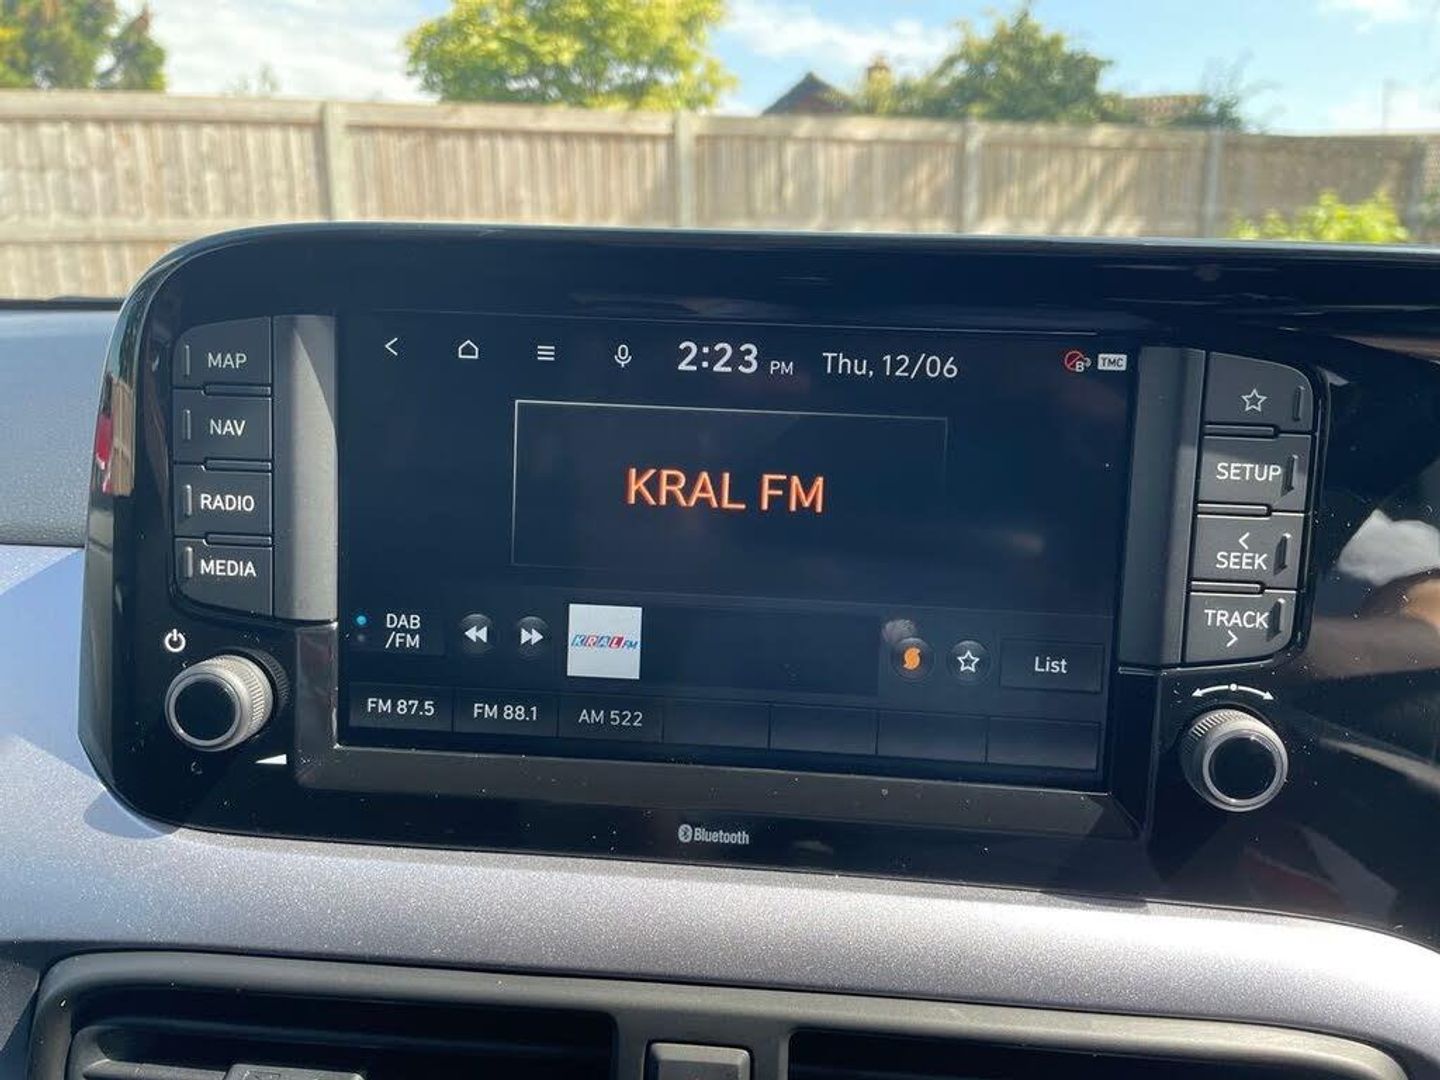 MAP
NAV
RADIO
MEDIA
2:23 PM Thu, 12/06
B
TMC
KRAL FM
DAB
/FM
KRAL FM
List
FM 87.5
FM 88.1
AM 522
SETUP
<
SEEK
TRACK
>
Bluetooth